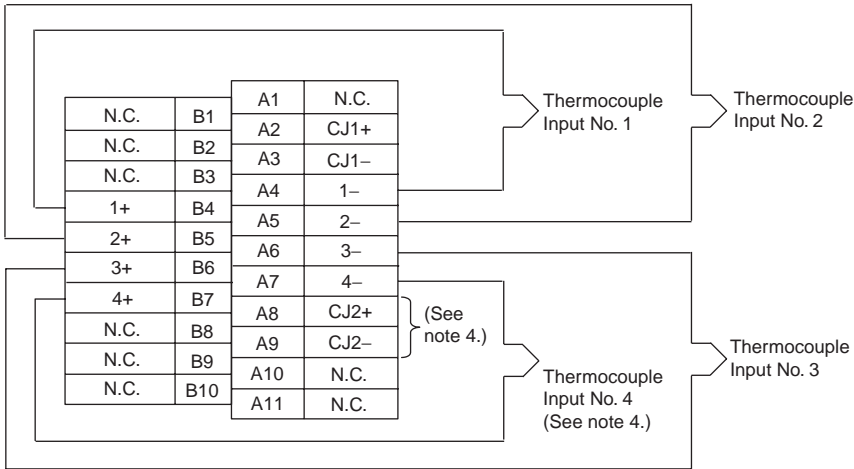 A1 N.C.
N.C. B1
A2 CJ1+
N.C. B2
A3 CJ1−
N.C. B3
A4 1−
1+ B4
A5 2−
2+ B5
A6 3−
3+ B6
A7 4−
4+ B7
A8 CJ2+
N.C. B8
A9 CJ2−
N.C. B9
A10 N.C.
N.C. B10
A11 N.C.
(See
note 4.)
Thermocouple
Input No. 1
Thermocouple
Input No. 2
Thermocouple
Input No. 3
Thermocouple
Input No. 4
(See note 4.)